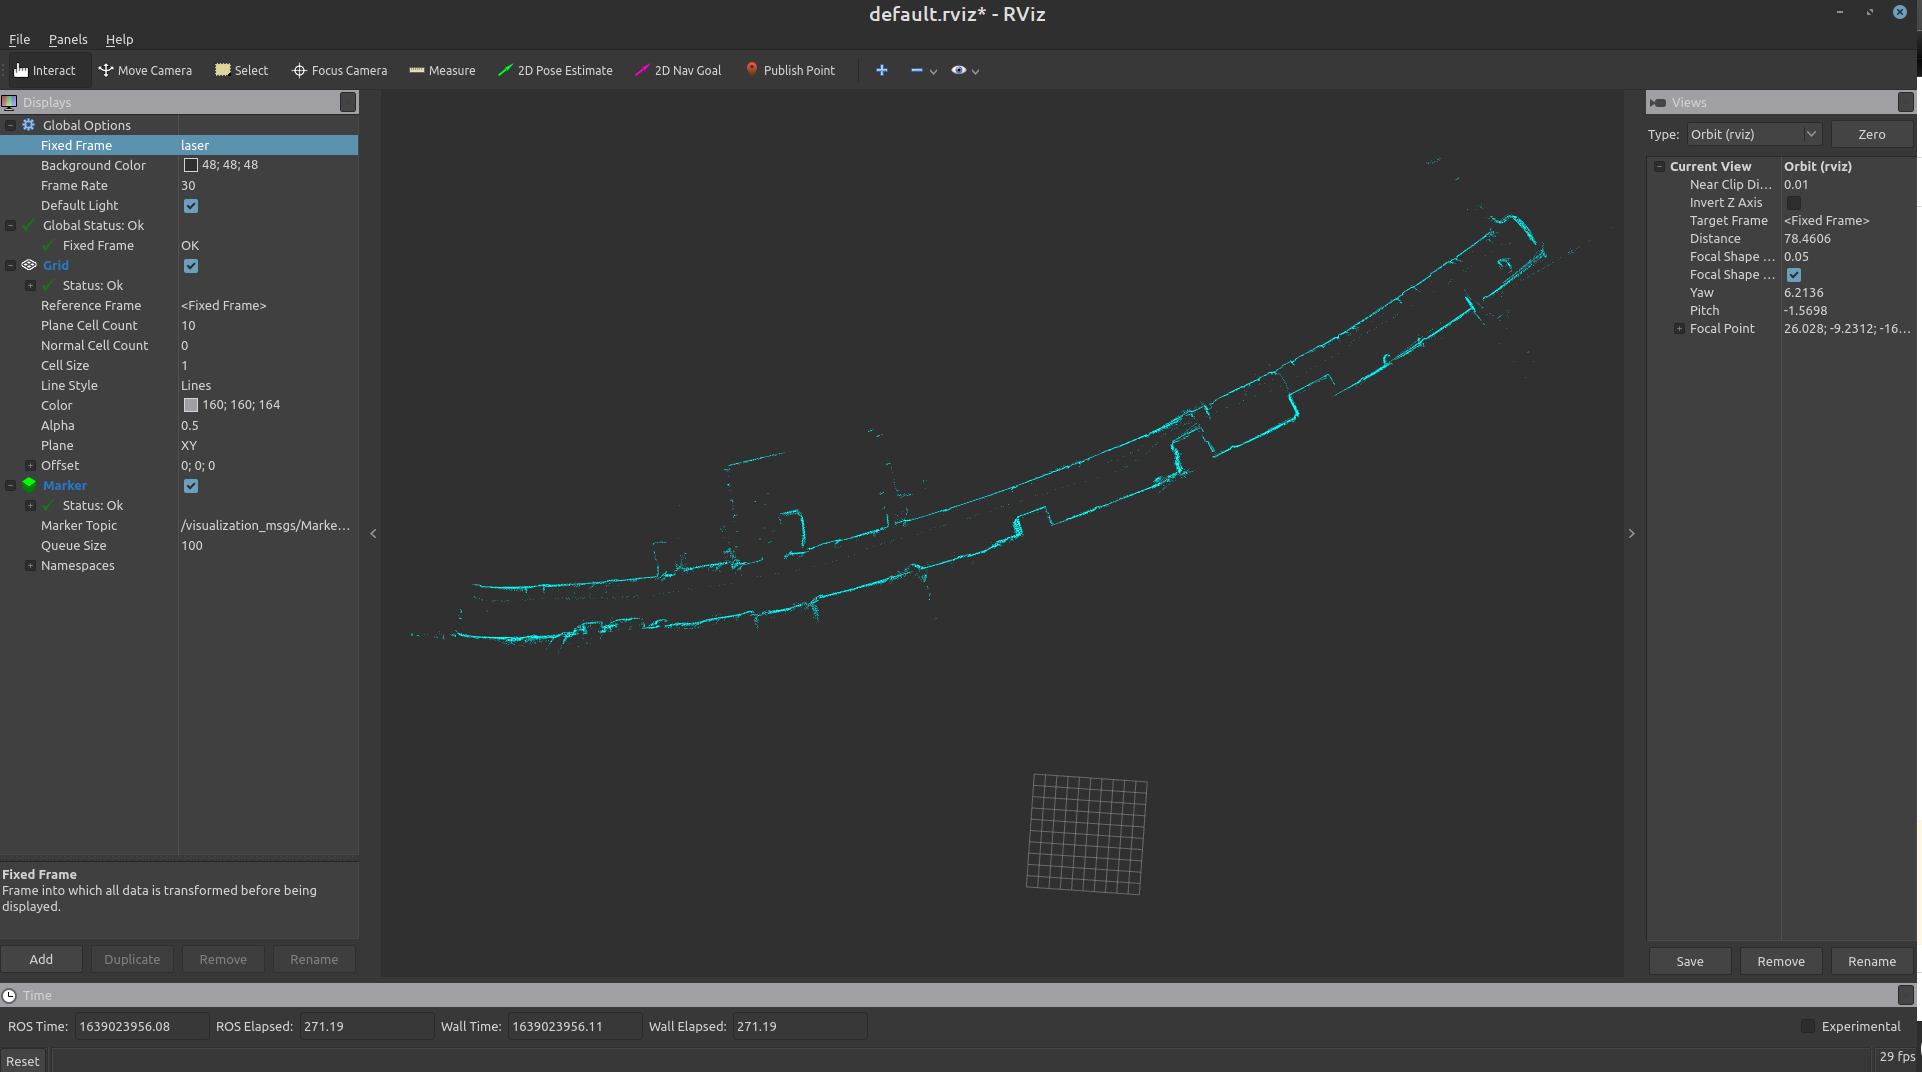 default.rviz* - RViz
File Panels Help
Interact Move Camera Select Focus Camera Measure 2D Pose Estimate 2D Nav Goal Publish Point
Displays
Global Options
Fixed Frame laser
Background Color 48; 48; 48
Frame Rate 30
Default Light
Global Status: Ok
Fixed Frame OK
Grid
Status: Ok
Reference Frame <Fixed Frame>
Plane Cell Count 10
Normal Cell Count 0
Cell Size 1
Line Style Lines
Color 160; 160; 164
Alpha 0.5
Plane XY
Offset 0; 0; 0
Marker
Status: Ok
Marker Topic /visualization_msgs/Marke...
Queue Size 100
Namespaces
Fixed Frame
Frame into which all data is transformed before being
displayed.
Add Duplicate Remove Rename
Views
Type: Orbit (rviz) Zero
Current View Orbit (rviz)
Near Clip Di... 0.01
Invert Z Axis
Target Frame <Fixed Frame>
Distance 78.4606
Focal Shape ... 0.05
Focal Shape ...
Yaw 6.2136
Pitch -1.5698
Focal Point 26.028; -9.2312; -16...
Save Remove Rename
Time
ROS Time: 1639023956.08 ROS Elapsed: 271.19 Wall Time: 1639023956.11 Wall Elapsed: 271.19 Experimental
Reset 29 fps